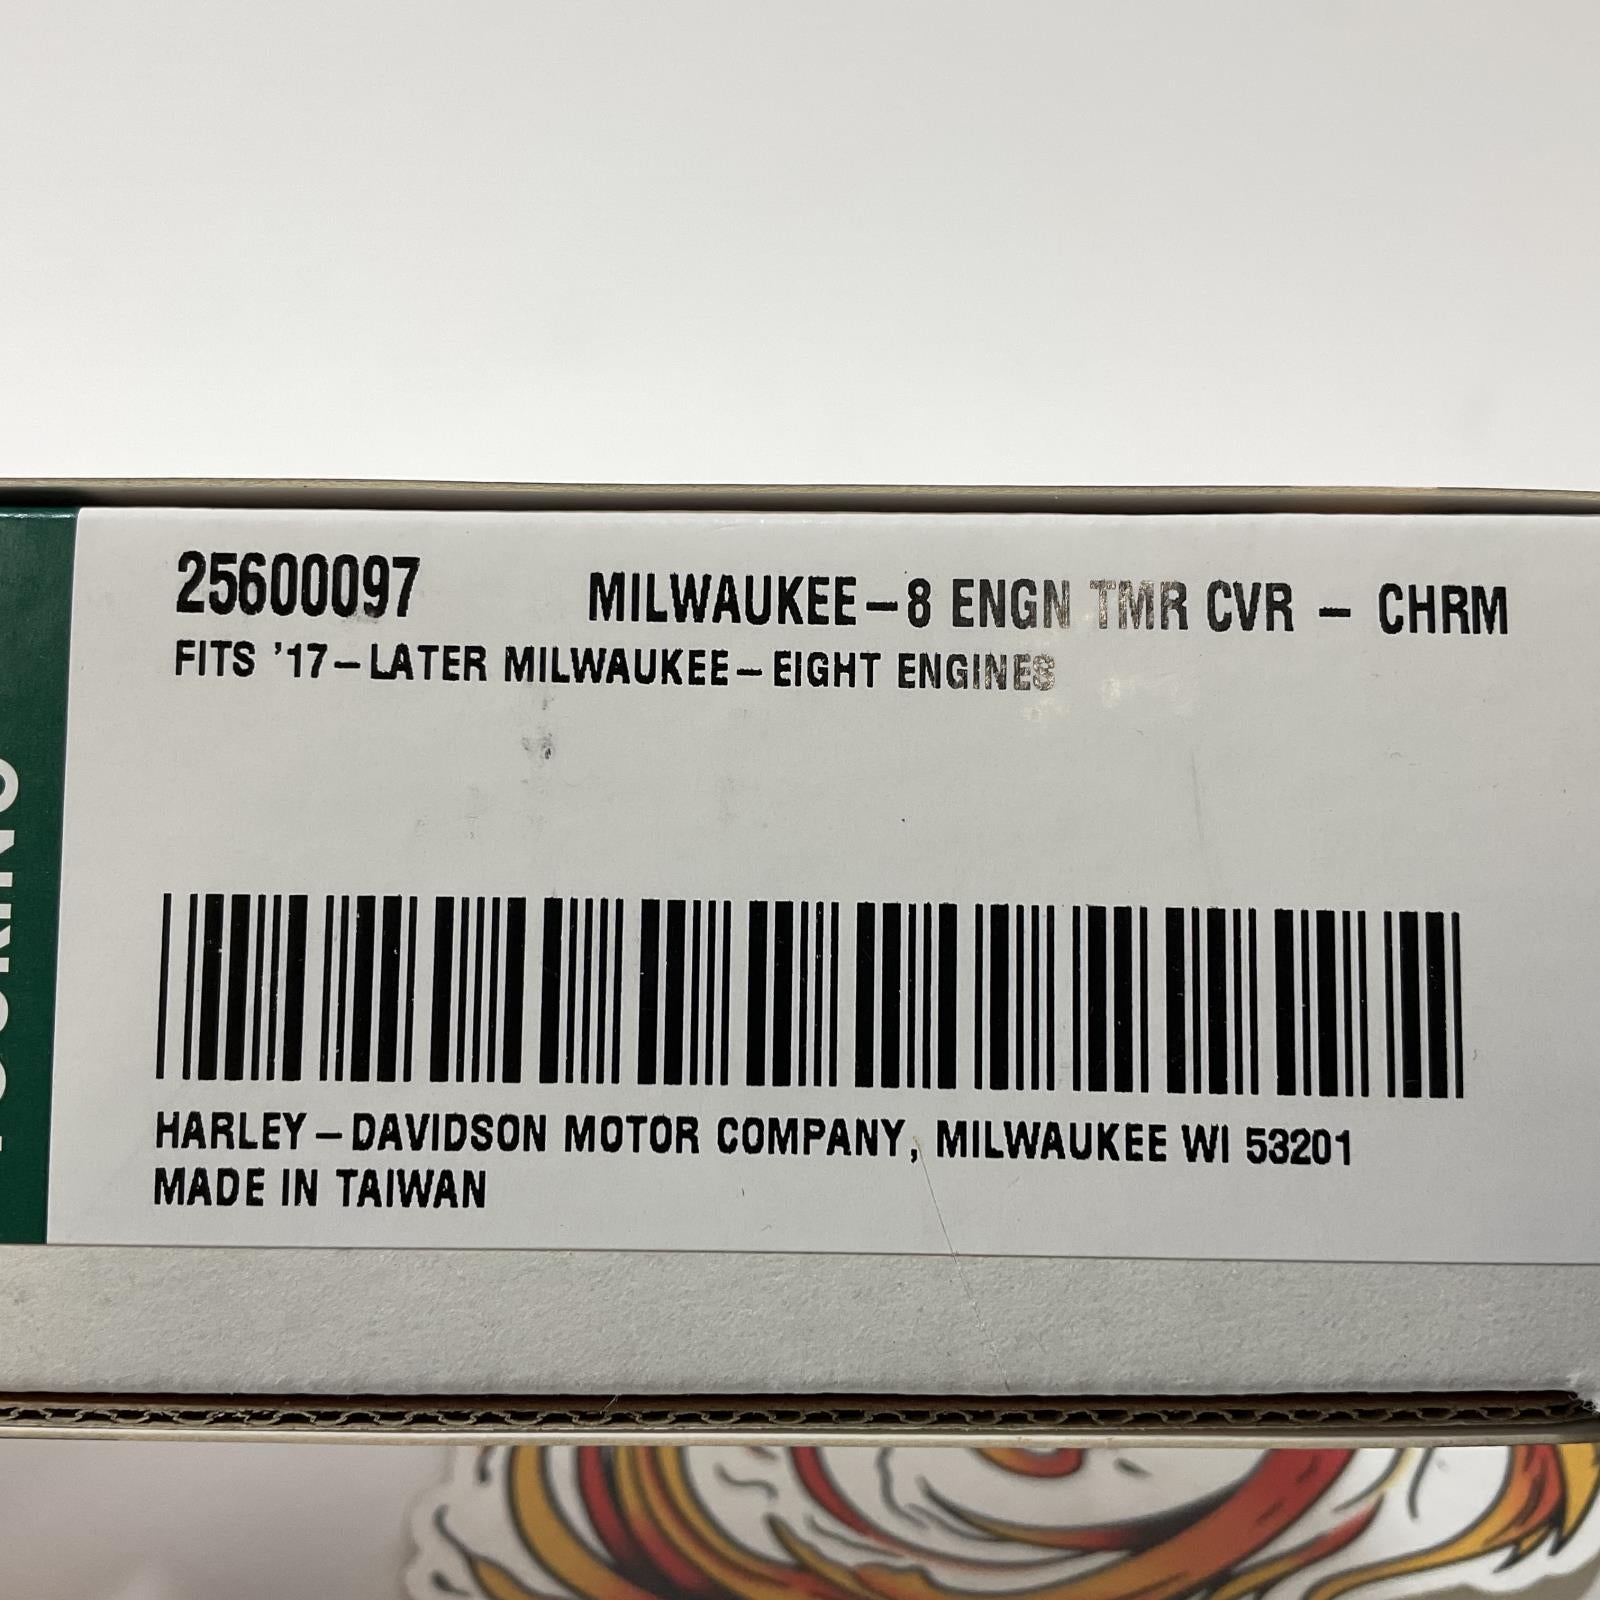 25600097 MILWAUKEE-8 ENGN TMR CVR - CHRM
FITS '17-LATER MILWAUKEE-EIGHT ENGINES
HARLEY-DAVIDSON MOTOR COMPANY, MILWAUKEE WI 53201
MADE IN TAIWAN